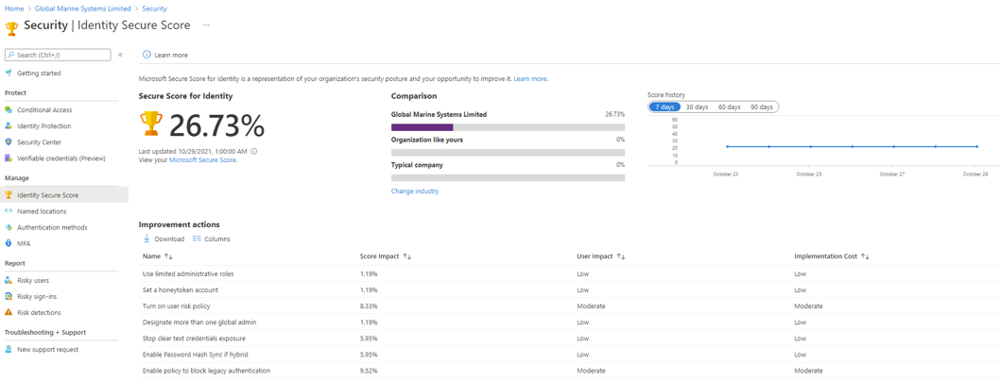 Home > Global Marine Systems Limited > Security
Security | Identity Secure Score ...
Search (Ctrl+/) «
Getting started
Protect
Conditional Access
Identity Protection
Security Center
Verifiable credentials (Preview)
Manage
Identity Secure Score
Named locations
Authentication methods
MFA
Report
Risky users
Risky sign-ins
Risk detections
Troubleshooting + Support
New support request
Learn more
Microsoft Secure Score for Identity is a representation of your organization's security posture and your opportunity to improve it. Learn more.
Secure Score for Identity
26.73%
Last updated 10/29/2021, 1:00:00 AM
View your Microsoft Secure Score.
Comparison
Global Marine Systems Limited 26.73%
Organization like yours 0%
Typical company 0%
Change industry
Score history
7 days 30 days 60 days 90 days
60
50
40
30
20
10
0
October 23 October 25 October 27 October 29
Improvement actions
Download Columns
Name ↑↓ Score Impact ↑↓ User Impact ↑↓ Implementation Cost ↑↓
Use limited administrative roles 1.19% Low Low
Set a honeytoken account 1.19% Low Low
Turn on user risk policy 8.33% Moderate Moderate
Designate more than one global admin 1.19% Low Low
Stop clear text credentials exposure 5.95% Low Low
Enable Password Hash Sync if hybrid 5.95% Low Low
Enable policy to block legacy authentication 9.52% Moderate Moderate